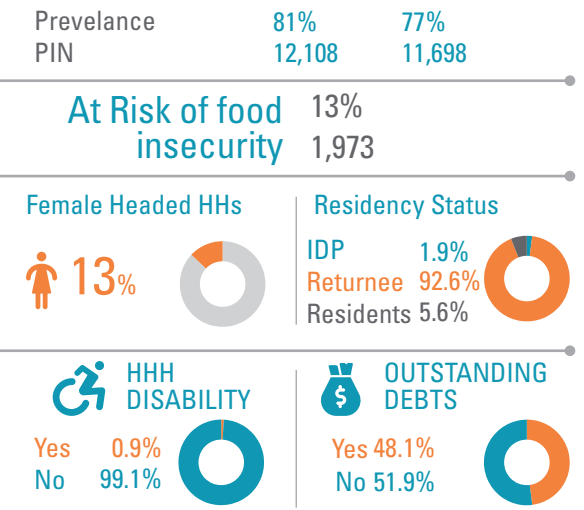 Prevelance 81% 77%
PIN 12,108 11,698
At Risk of food 13%
insecurity 1,973
Female Headed HHs
13%
Residency Status
IDP 1.9%
Returnee 92.6%
Residents 5.6%
HHH
DISABILITY
Yes 0.9%
No 99.1%
OUTSTANDING
DEBTS
Yes 48.1%
No 51.9%